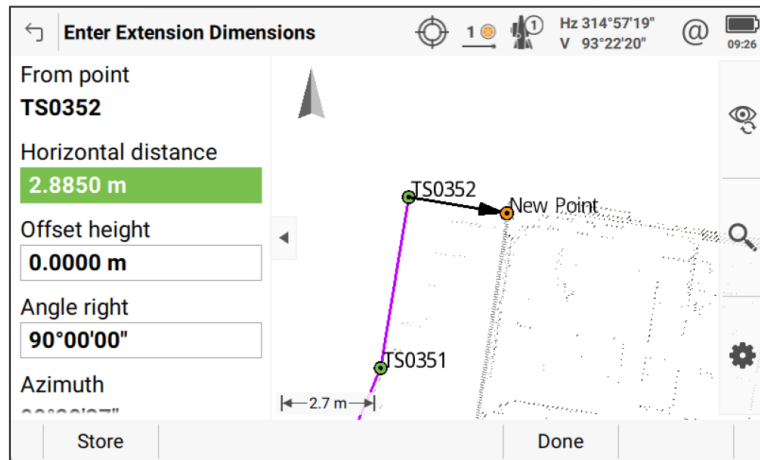 Enter Extension Dimensions
1
1
Hz 314°57'19"
V 93°22'20"
@
09:26
From point
TS0352
Horizontal distance
2.8850 m
Offset height
0.0000 m
Angle right
90°00'00"
Azimuth
TS0352
New Point
TS0351
2.7 m
Store
Done